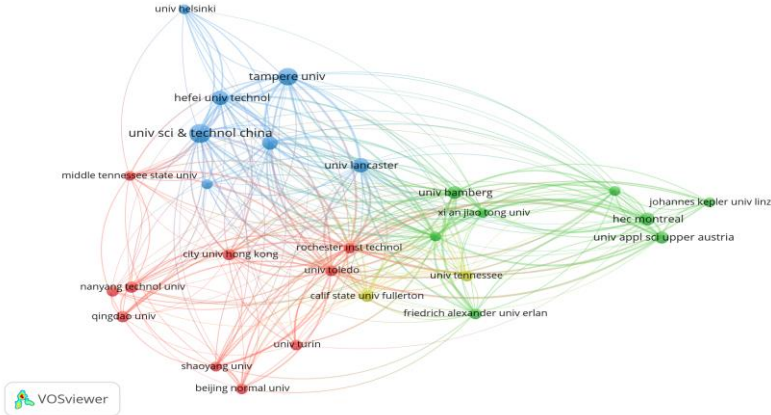 univ helsinki
tampere univ
hefei univ technol
univ sci & technol china
univ lancaster
middle tennessee state univ
univ bamberg
johannes kepler univ linz
xi an jiao tong univ
hec montreal
univ appl sci upper austria
rochester inst technol
city univ hong kong
univ toledo
univ tennessee
nanyang technol univ
calif state univ fullerton
qingdao univ
friedrich alexander univ erlan
univ turin
shaoyang univ
beijing normal univ
VOSviewer